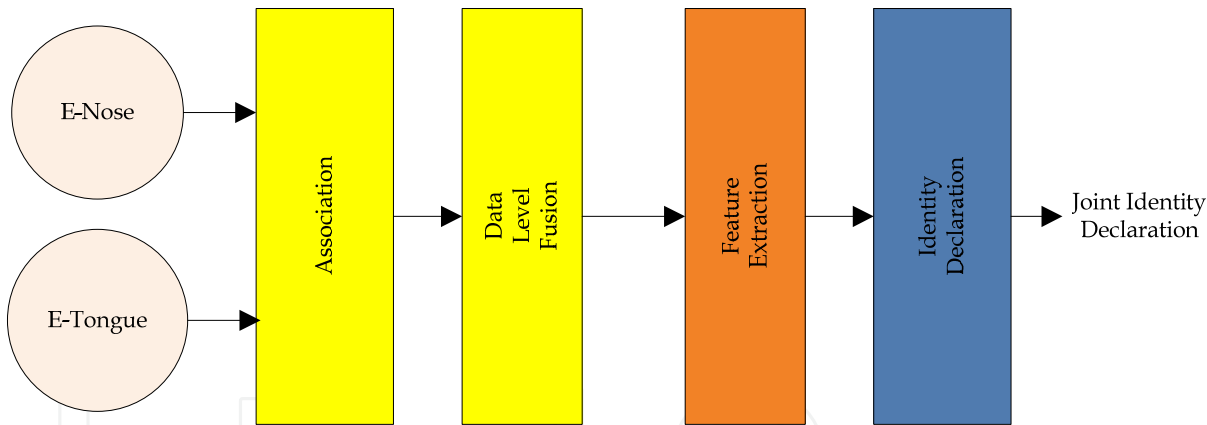 E-Nose
E-Tongue
Association
Data
Level
Fusion
Feature
Extraction
Identity
Declaration
Joint Identity
Declaration